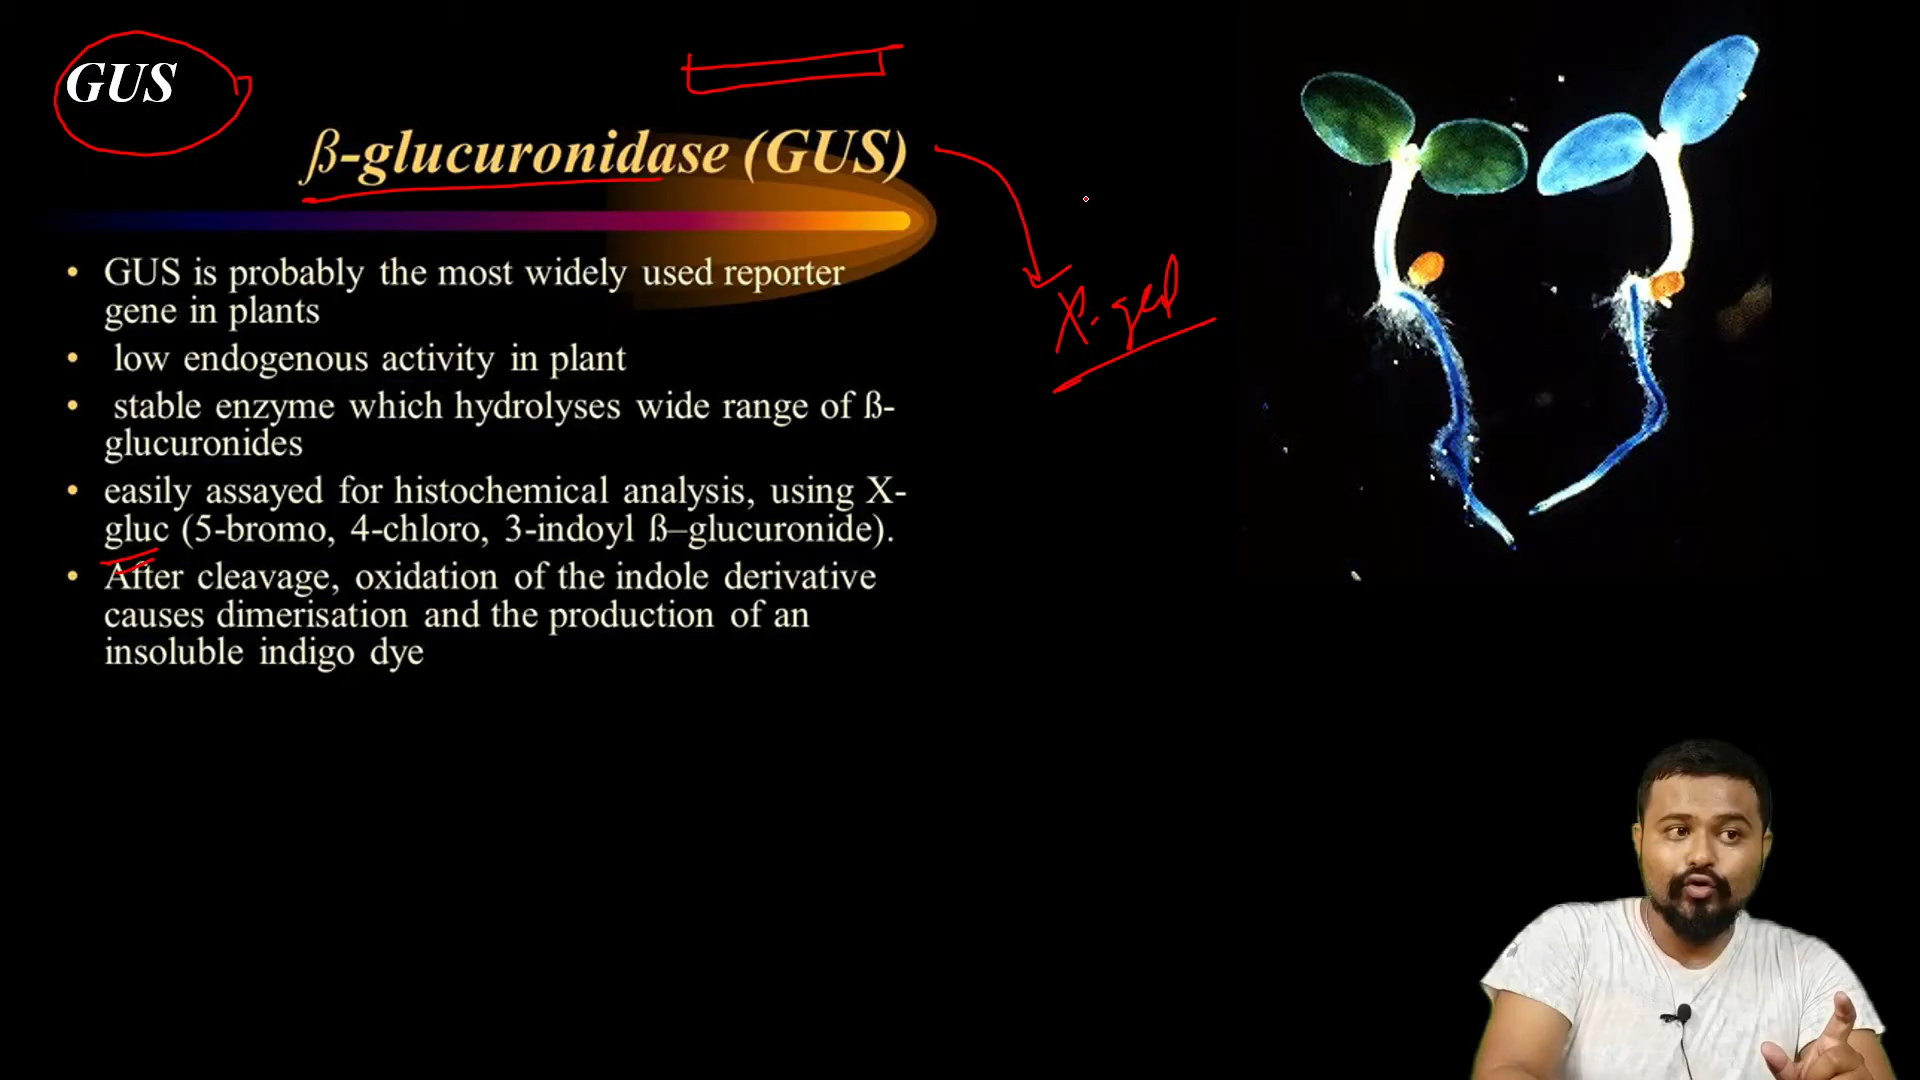 GUS
ß-glucuronidase (GUS)
• GUS is probably the most widely used reporter
gene in plants
• low endogenous activity in plant
• stable enzyme which hydrolyses wide range of ß-
glucuronides
• easily assayed for histochemical analysis, using X-
gluc (5-bromo, 4-chloro, 3-indoyl ß–glucuronide).
• After cleavage, oxidation of the indole derivative
causes dimerisation and the production of an
insoluble indigo dye